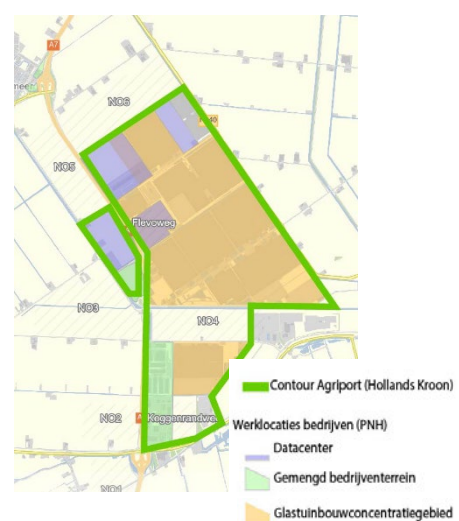 A7
NO6
NO5
Flevoweg
NO3
NO4
NO2
NO1
Contour Agriport (Hollands Kroon)
Werklocaties bedrijven (PNH)
Datacenter
Gemengd bedrijventerrein
Glastuinbouwconcentratiegebied